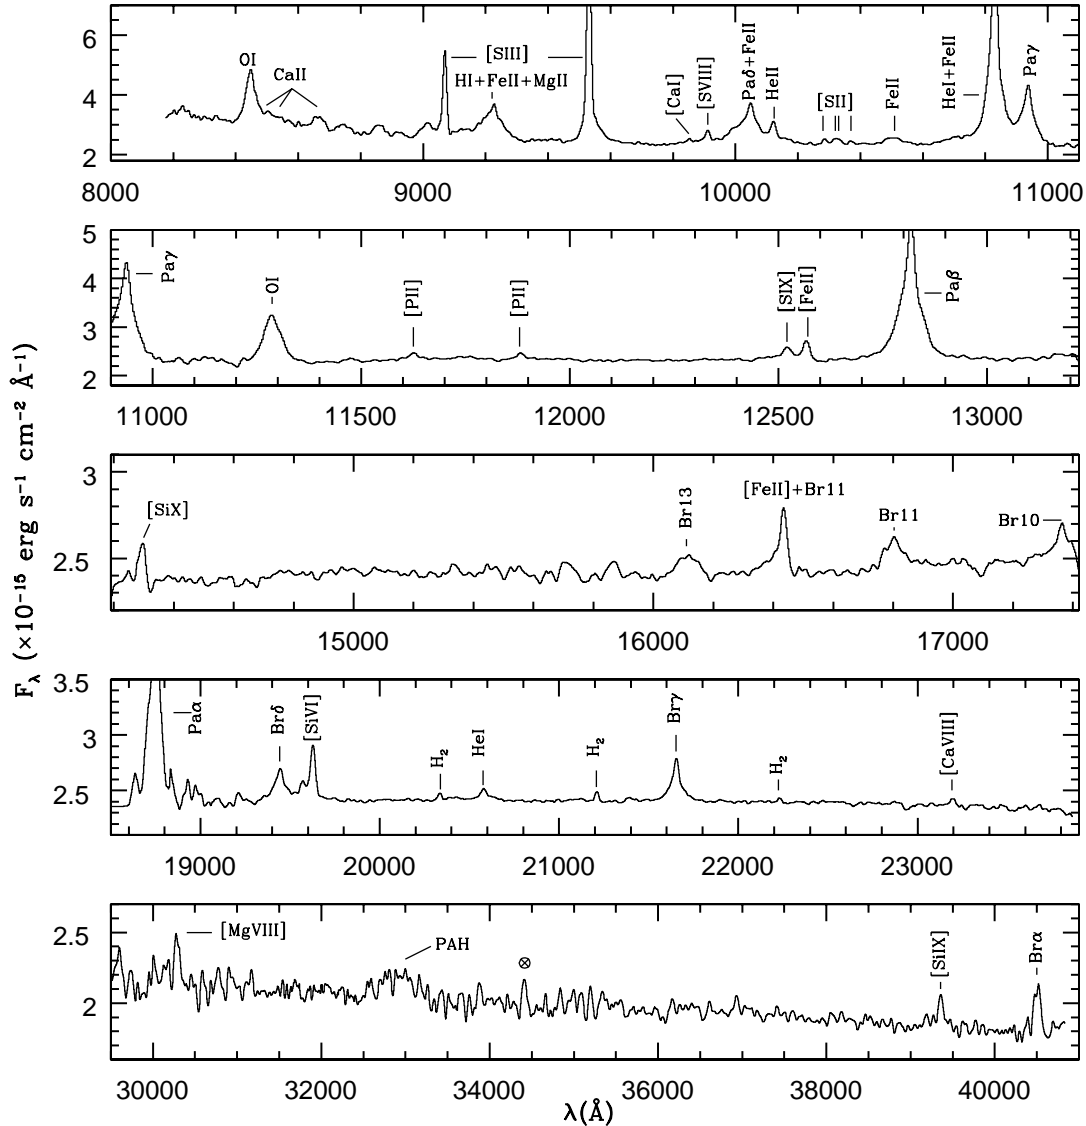 6
4
2
OI
CaII
[SIII]
HI+FeII+MgII
[CaI]
[SVIII]
Paδ+FeII
HeII
[SII]
FeII
HeI+FeII
Paγ
8000 9000 10000 11000
5
4
3
2
Paγ
OI
[PII]
[PII]
[SIX]
[FeII]
Paβ
11000 11500 12000 12500 13000
3
2.5
[SiX]
Br13
[FeII]+Br11
Br11
Br10
15000 16000 17000
3.5
3
2.5
Paα
Brδ
[SiVI]
H₂
HeI
H₂
Brγ
H₂
[CaVIII]
19000 20000 21000 22000 23000
2.5
2
[MgVIII]
PAH
⊗
[SiIX]
Brα
30000 32000 34000 36000 38000 40000
λ(Å)
F_λ (×10⁻¹⁵ erg s⁻¹ cm⁻² Å⁻¹)